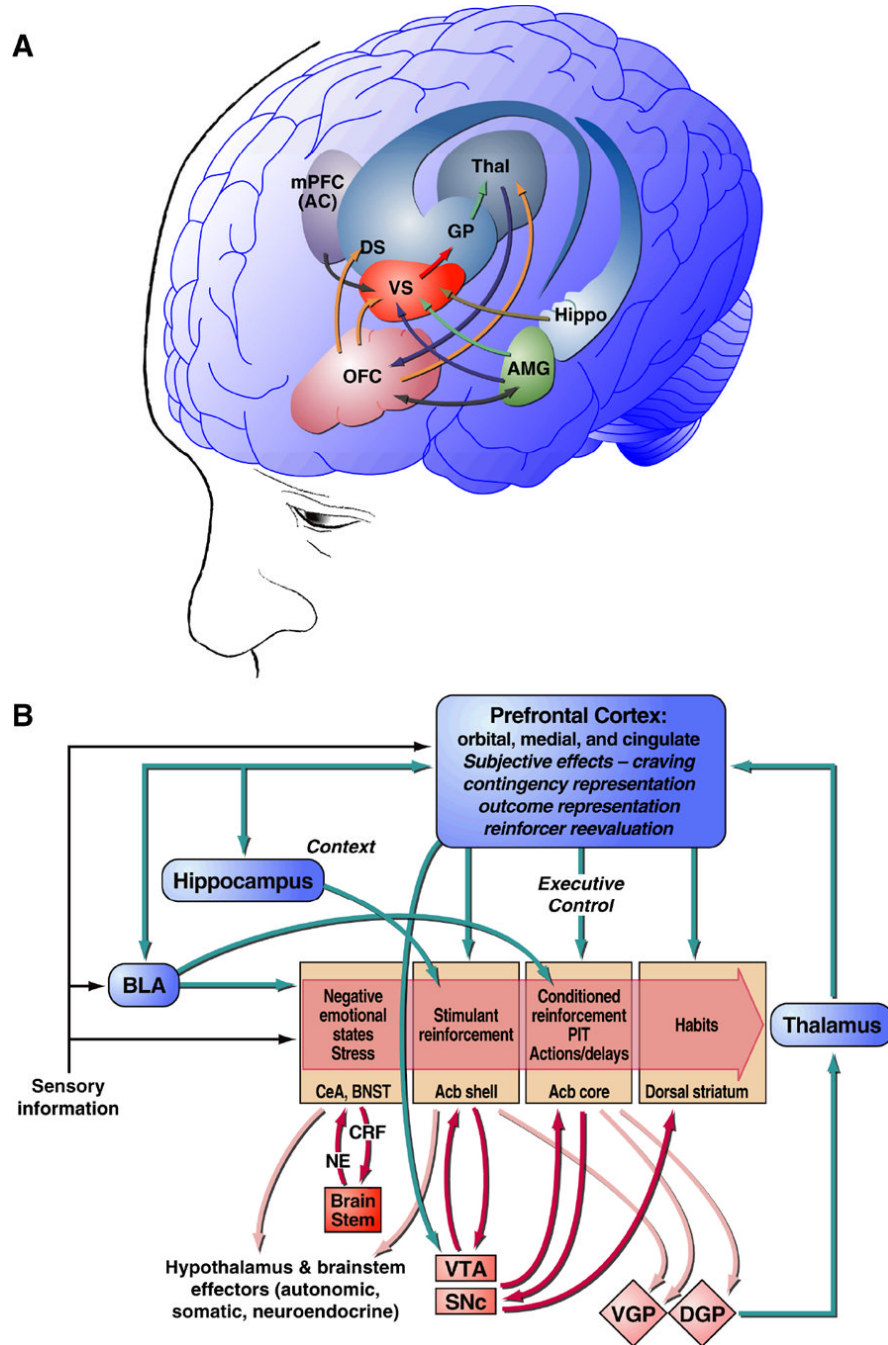 A
mPFC
(AC)
Thal
DS
GP
VS
Hippo
OFC
AMG
B
Prefrontal Cortex:
orbital, medial, and cingulate
Subjective effects – craving
contingency representation
outcome representation
reinforcer reevaluation
Context
Hippocampus
Executive
Control
BLA
Negative
emotional
states
Stress
Stimulant
reinforcement
Conditioned
reinforcement
PIT
Actions/delays
Habits
Thalamus
Sensory
information
CeA, BNST
Acb shell
Acb core
Dorsal striatum
CRF
NE
Brain
Stem
Hypothalamus & brainstem
effectors (autonomic,
somatic, neuroendocrine)
VTA
SNc
VGP
DGP